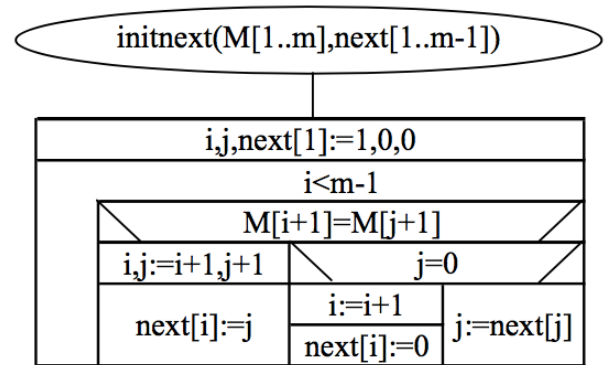 initnext(M[1..m],next[1..m-1])
i,j,next[1]:=1,0,0
i<m-1
M[i+1]=M[j+1]
i,j:=i+1,j+1
j=0
next[i]:=j
i:=i+1
next[i]:=0
j:=next[j]